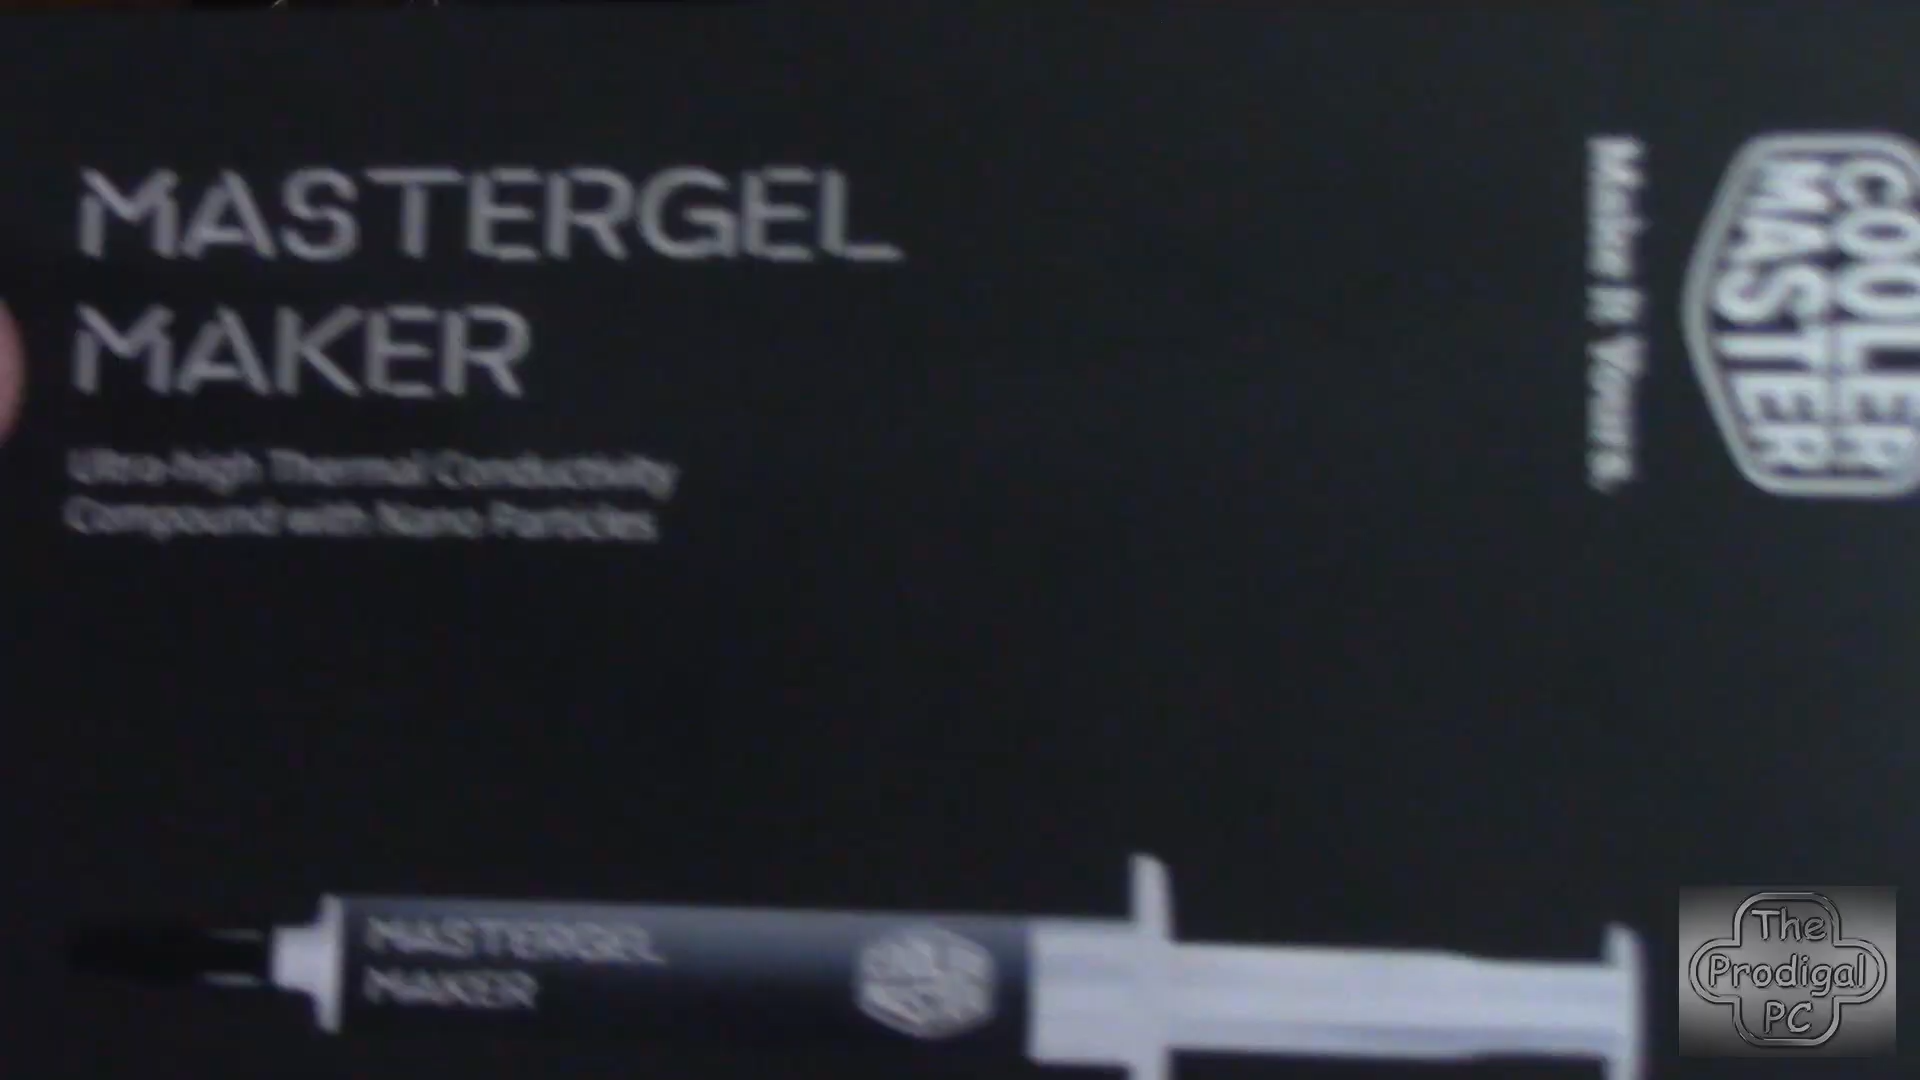 MASTERGEL
MAKER
Ultra-high Thermal Conductivity
Compound with Nano Particles
Make It Yours.
COOLER
MASTER
MASTERGEL
MAKER
The
Prodigal
PC